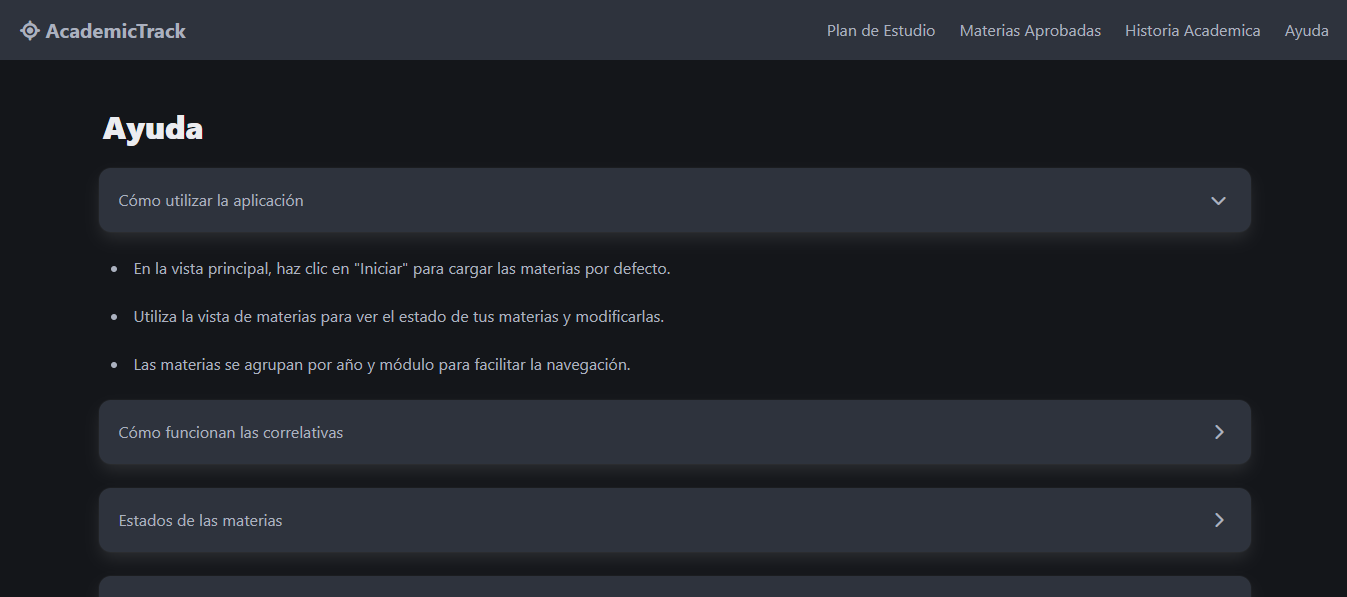 AcademicTrack
Plan de Estudio Materias Aprobadas Historia Academica Ayuda
Ayuda
Cómo utilizar la aplicación
En la vista principal, haz clic en "Iniciar" para cargar las materias por defecto.
Utiliza la vista de materias para ver el estado de tus materias y modificarlas.
Las materias se agrupan por año y módulo para facilitar la navegación.
Cómo funcionan las correlativas
Estados de las materias